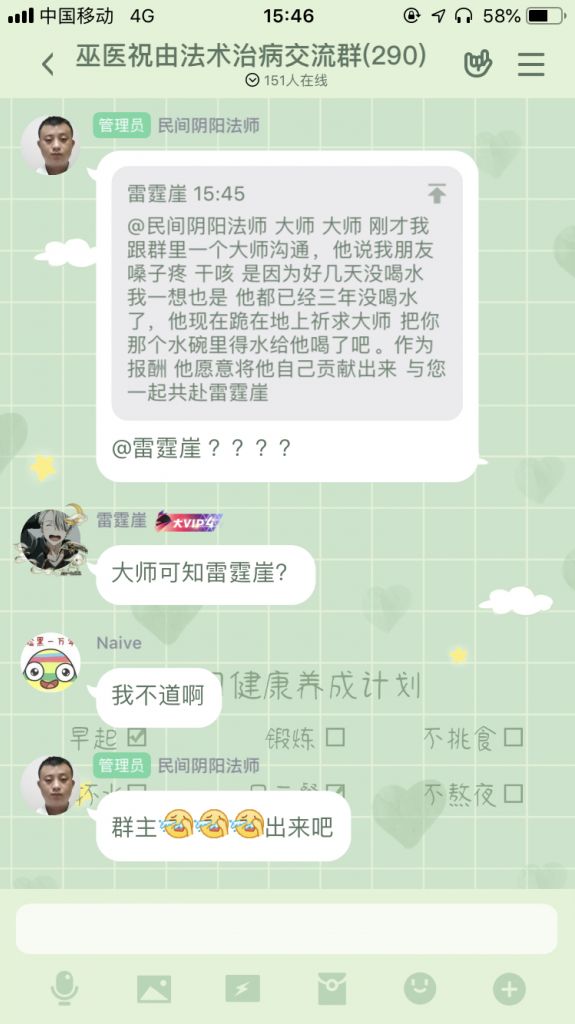 中国移动 4G 15:46 58%
巫医祝由法术治病交流群(290)
151人在线
管理员 民间阴阳法师
雷霆崖 15:45
@民间阴阳法师 大师 大师 刚才我
跟群里一个大师沟通，他说我朋友
嗓子疼 干咳 是因为好几天没喝水
我一想也是 他都已经三年没喝水
了，他现在跪在地上祈求大师 把你
那个水碗里得水给他喝了吧 。作为
报酬 他愿意将他自己贡献出来 与您
一起共赴雷霆崖
@雷霆崖？？？？
雷霆崖 大VIP4
大师可知雷霆崖?
Naive
我不道啊
健康养成计划
早起 锻炼 不挑食
管理员 民间阴阳法师
不熬夜
群主🤣🤣🤣出来吧